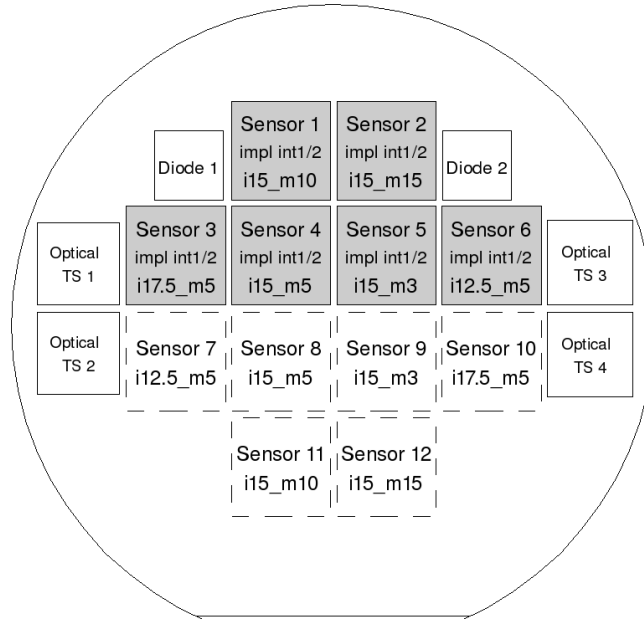 Sensor 1
impl int1/2
i15_m10
Sensor 2
impl int1/2
i15_m15
Diode 1
Diode 2
Optical
TS 1
Sensor 3
impl int1/2
i17.5_m5
Sensor 4
impl int1/2
i15_m5
Sensor 5
impl int1/2
i15_m3
Sensor 6
impl int1/2
i12.5_m5
Optical
TS 3
Optical
TS 2
Sensor 7
i12.5_m5
Sensor 8
i15_m5
Sensor 9
i15_m3
Sensor 10
i17.5_m5
Optical
TS 4
Sensor 11
i15_m10
Sensor 12
i15_m15